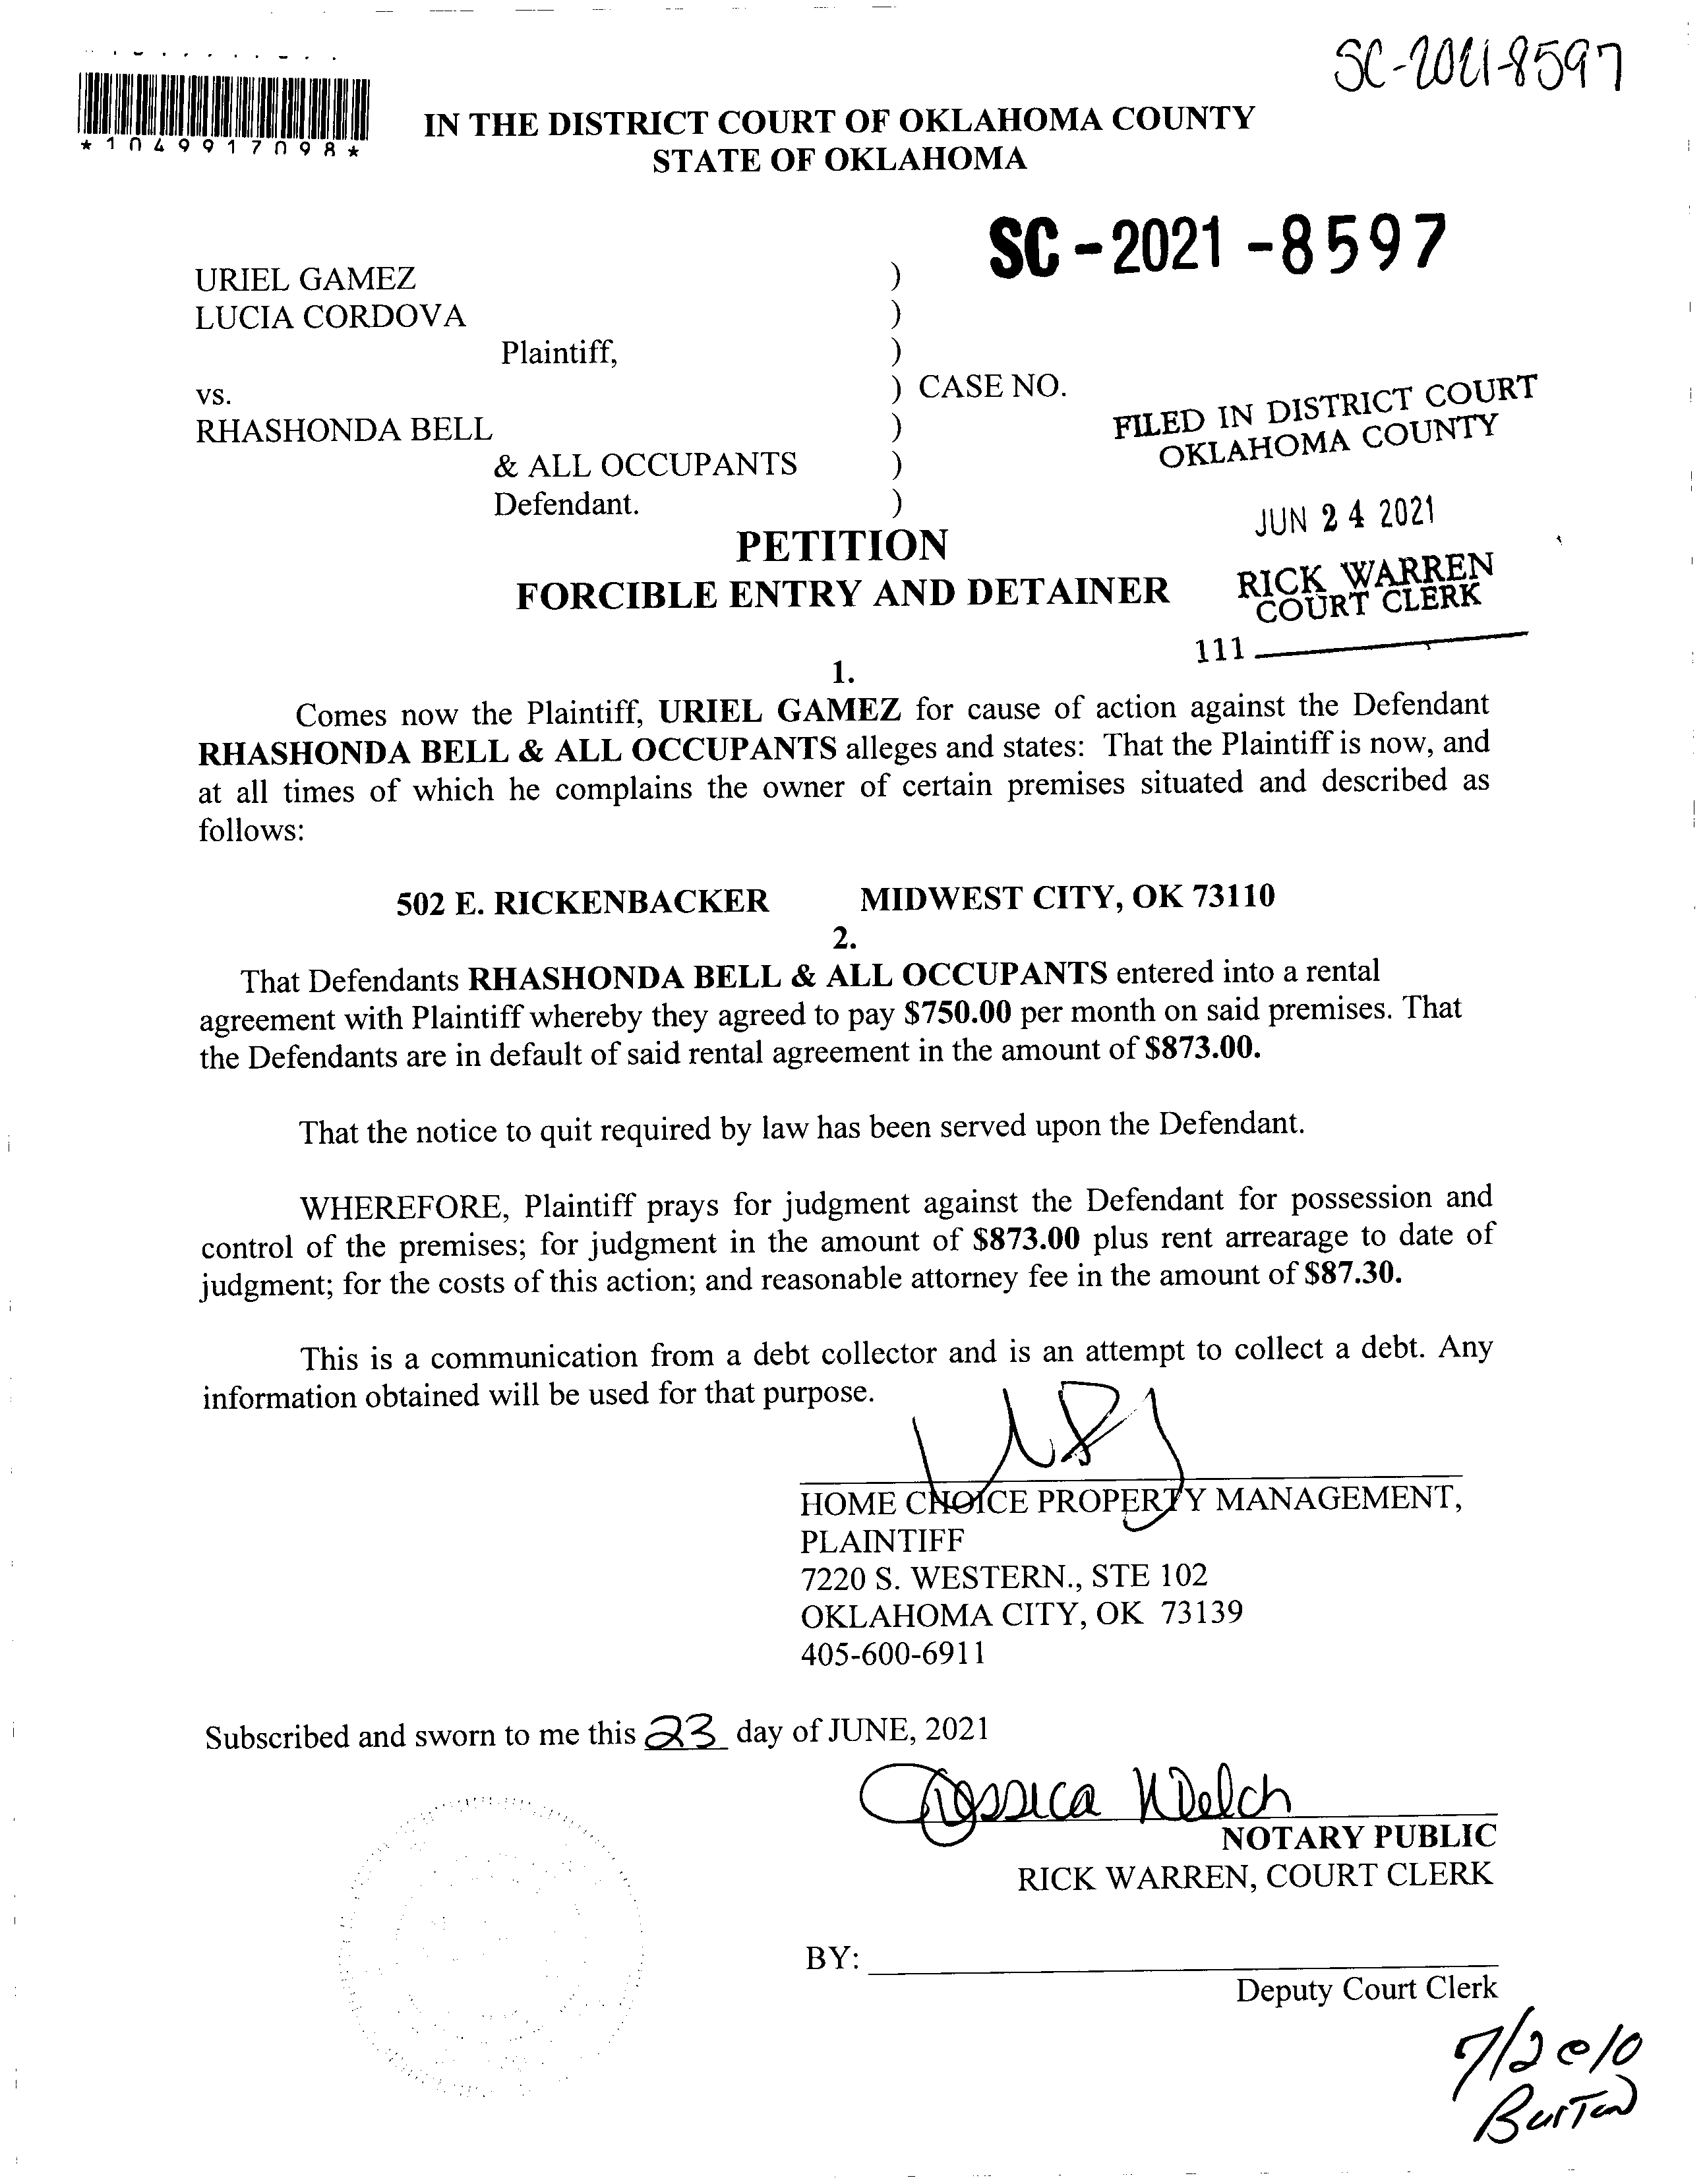 SC-2021-8597
*1049917098*
IN THE DISTRICT COURT OF OKLAHOMA COUNTY
STATE OF OKLAHOMA
SC-2021-8597
URIEL GAMEZ )
LUCIA CORDOVA )
Plaintiff, )
vs. ) CASE NO.
RHASHONDA BELL )
& ALL OCCUPANTS )
Defendant. )
FILED IN DISTRICT COURT
OKLAHOMA COUNTY
JUN 24 2021
RICK WARREN
COURT CLERK
111
PETITION
FORCIBLE ENTRY AND DETAINER
1.
Comes now the Plaintiff, URIEL GAMEZ for cause of action against the Defendant
RHASHONDA BELL & ALL OCCUPANTS alleges and states: That the Plaintiff is now, and
at all times of which he complains the owner of certain premises situated and described as
follows:
502 E. RICKENBACKER MIDWEST CITY, OK 73110
2.
That Defendants RHASHONDA BELL & ALL OCCUPANTS entered into a rental
agreement with Plaintiff whereby they agreed to pay $750.00 per month on said premises. That
the Defendants are in default of said rental agreement in the amount of $873.00.
That the notice to quit required by law has been served upon the Defendant.
WHEREFORE, Plaintiff prays for judgment against the Defendant for possession and
control of the premises; for judgment in the amount of $873.00 plus rent arrearage to date of
judgment; for the costs of this action; and reasonable attorney fee in the amount of $87.30.
This is a communication from a debt collector and is an attempt to collect a debt. Any
information obtained will be used for that purpose.
HOME CHOICE PROPERTY MANAGEMENT,
PLAINTIFF
7220 S. WESTERN., STE 102
OKLAHOMA CITY, OK 73139
405-600-6911
Subscribed and sworn to me this 23 day of JUNE, 2021
Jessica Welch
NOTARY PUBLIC
RICK WARREN, COURT CLERK
BY:
Deputy Court Clerk
7/2@10
Burton